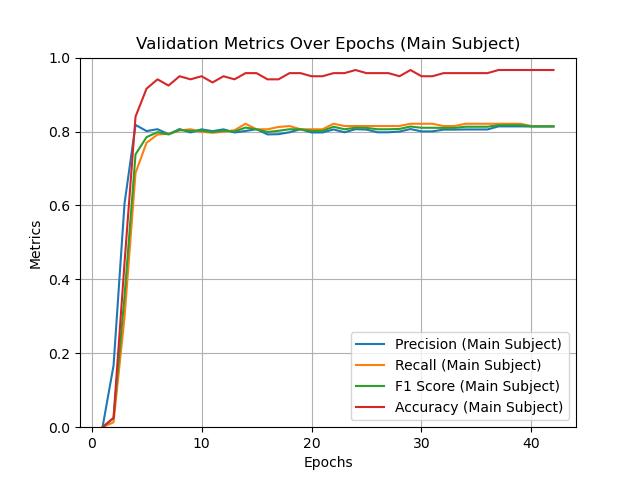 Validation Metrics Over Epochs (Main Subject)
1.0
0.8
0.6
0.4
0.2
0.0
Metrics
Precision (Main Subject)
Recall (Main Subject)
F1 Score (Main Subject)
Accuracy (Main Subject)
0 10 20 30 40
Epochs